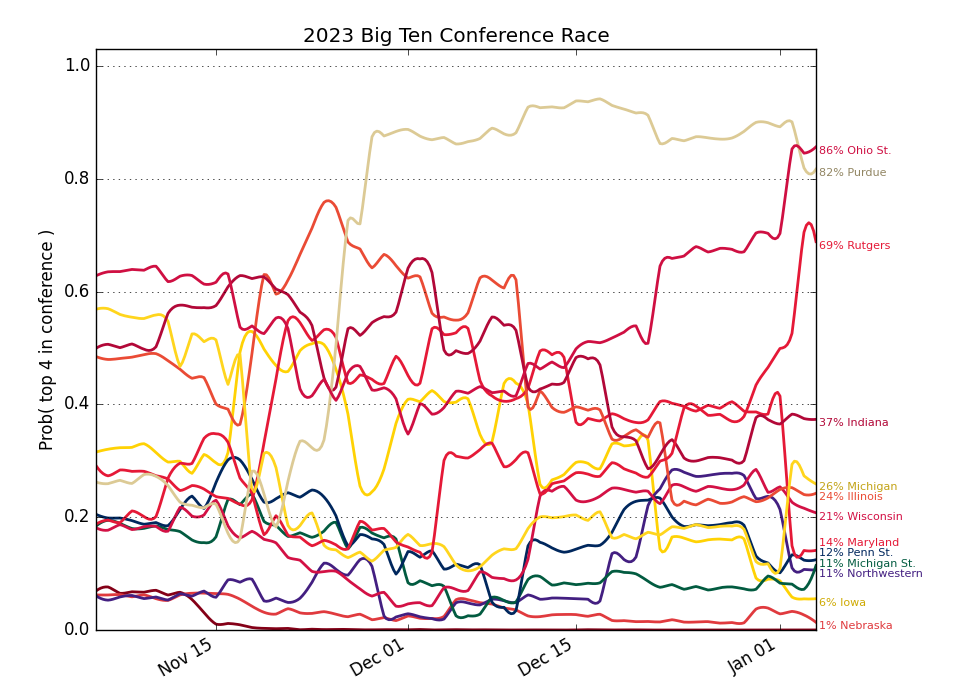 2023 Big Ten Conference Race
Prob( top 4 in conference )
1.0
0.8
0.6
0.4
0.2
0.0
Nov 15
Dec 01
Dec 15
Jan 01
86% Ohio St.
82% Purdue
69% Rutgers
37% Indiana
26% Michigan
24% Illinois
21% Wisconsin
14% Maryland
12% Penn St.
11% Michigan St.
11% Northwestern
6% Iowa
1% Nebraska